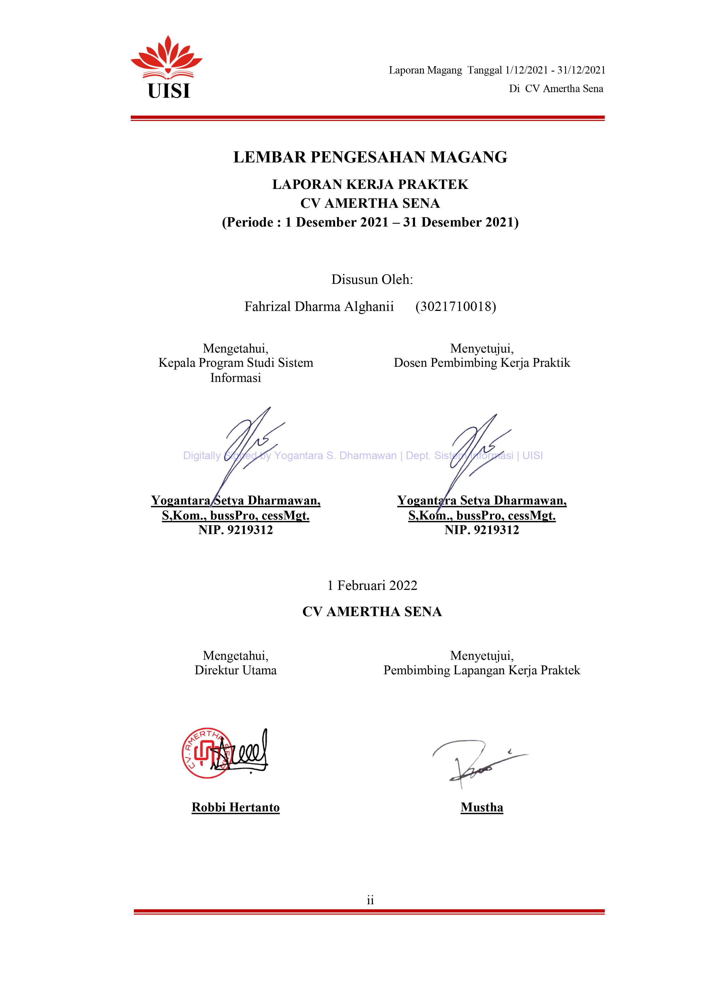 UISI
Laporan Magang Tanggal 1/12/2021 - 31/12/2021
Di CV Amertha Sena
LEMBAR PENGESAHAN MAGANG
LAPORAN KERJA PRAKTEK
CV AMERTHA SENA
(Periode : 1 Desember 2021 – 31 Desember 2021)
Disusun Oleh:
Fahrizal Dharma Alghanii (3021710018)
Mengetahui,
Kepala Program Studi Sistem
Informasi
Menyetujui,
Dosen Pembimbing Kerja Praktik
Digitally Signed by Yogantara S. Dharmawan | Dept. Sistem Informasi | UISI
Yogantara Setya Dharmawan,
S,Kom., bussPro, cessMgt.
NIP. 9219312
Yogantara Setya Dharmawan,
S,Kom., bussPro, cessMgt.
NIP. 9219312
1 Februari 2022
CV AMERTHA SENA
Mengetahui,
Direktur Utama
Menyetujui,
Pembimbing Lapangan Kerja Praktek
CV. AMERTHA SENA
Robbi Hertanto
Mustha
ii